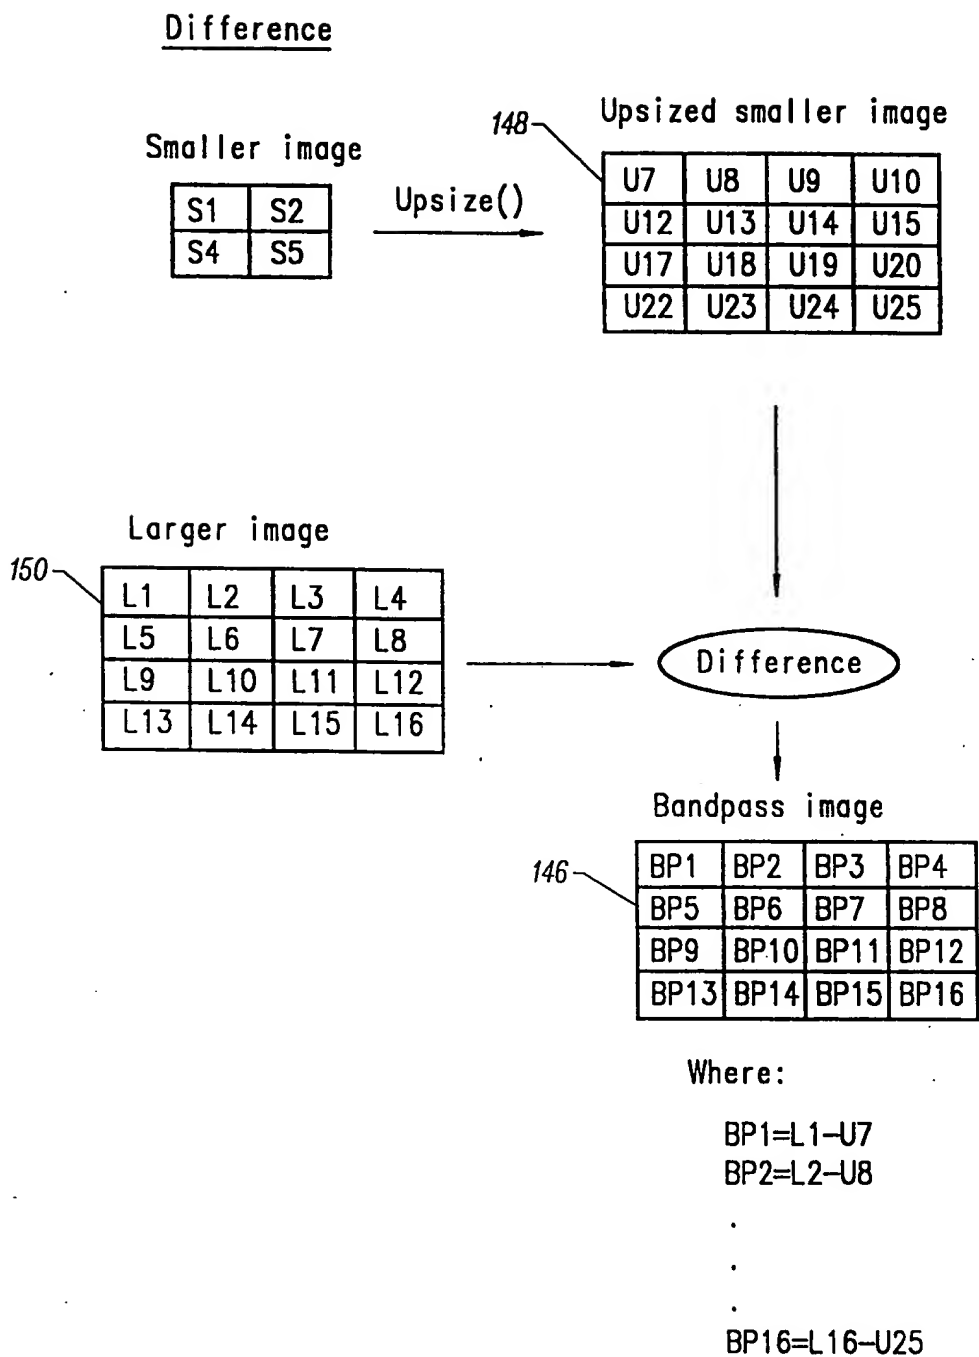 Difference
Smaller image
S1 S2
S4 S5
Upsize()
148
Upsized smaller image
U7 U8 U9 U10
U12 U13 U14 U15
U17 U18 U19 U20
U22 U23 U24 U25
Larger image
150
L1 L2 L3 L4
L5 L6 L7 L8
L9 L10 L11 L12
L13 L14 L15 L16
Difference
Bandpass image
146
BP1 BP2 BP3 BP4
BP5 BP6 BP7 BP8
BP9 BP10 BP11 BP12
BP13 BP14 BP15 BP16
Where:
BP1=L1-U7
BP2=L2-U8
.
.
.
BP16=L16-U25